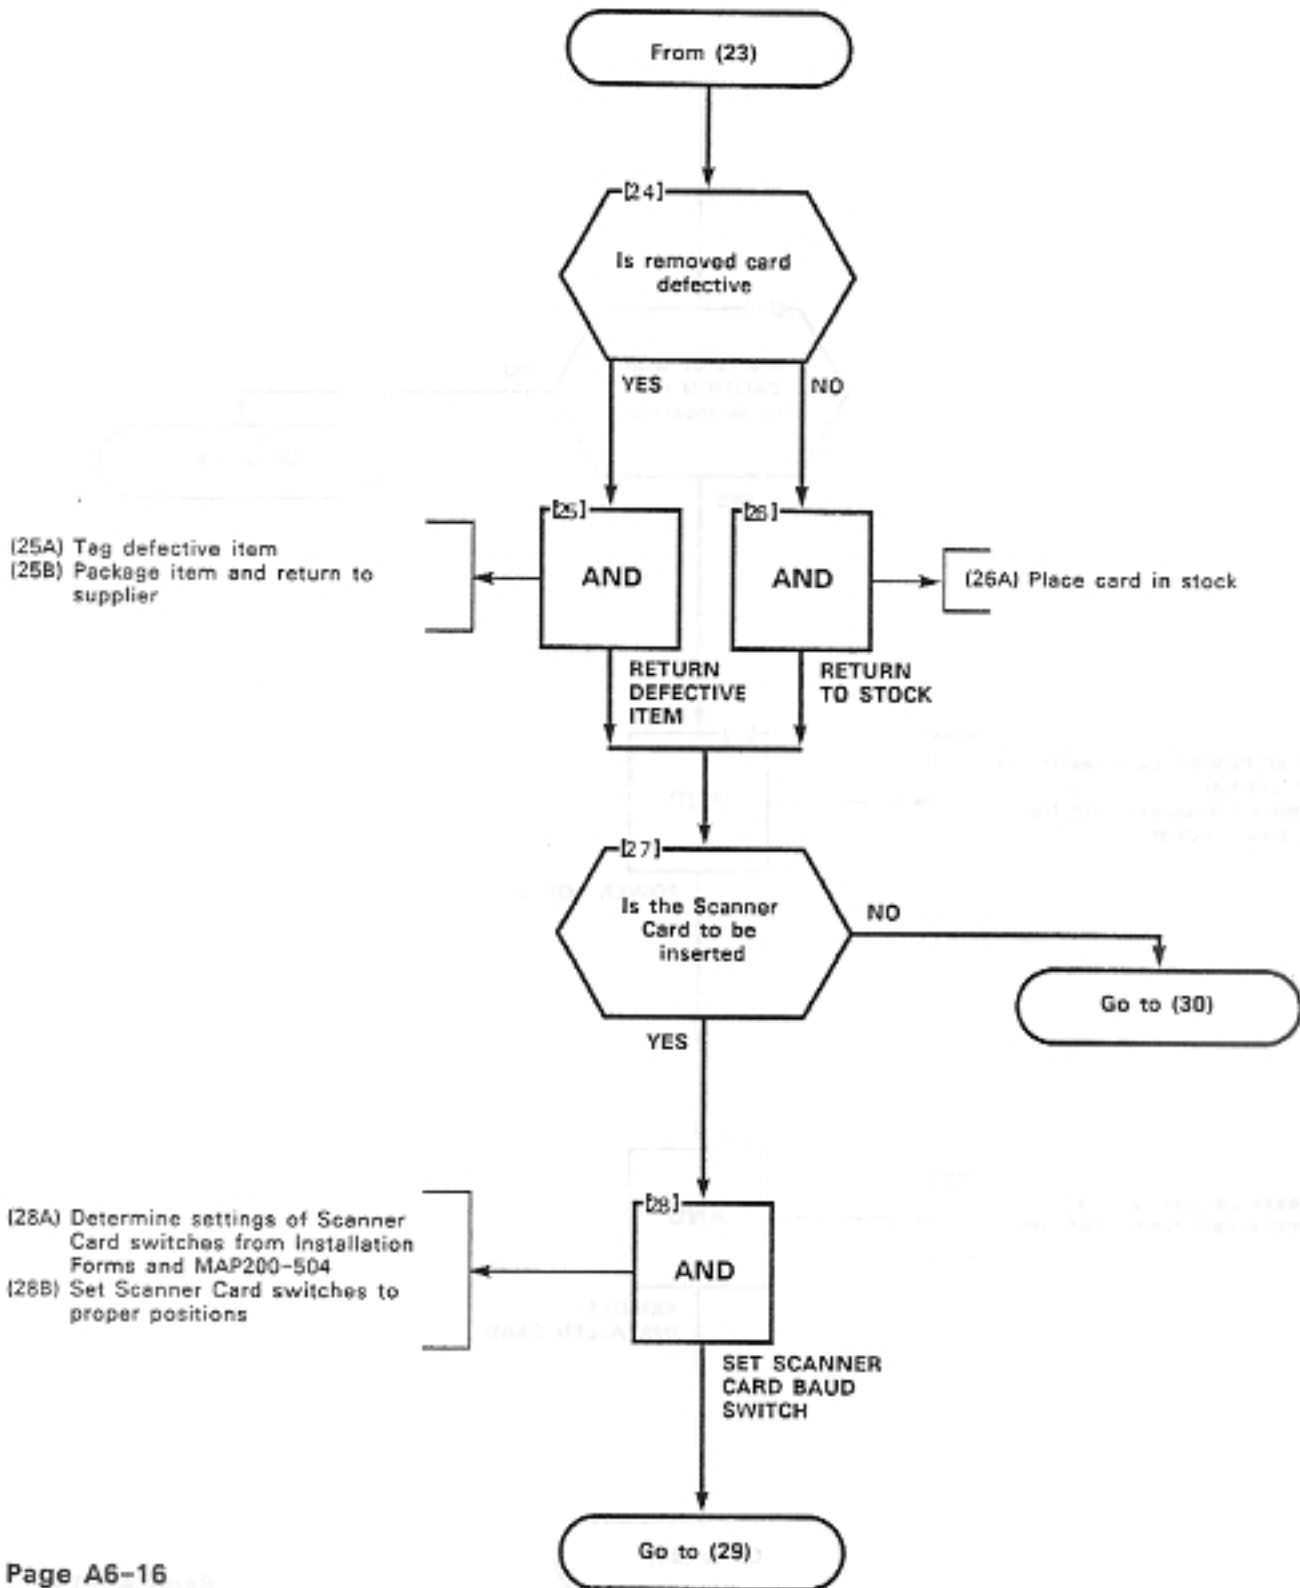 From (23)
[24]
Is removed card
defective
YES
NO
[25]
AND
(25A) Tag defective item
(25B) Package item and return to
supplier
[26]
AND
(26A) Place card in stock
RETURN
DEFECTIVE
ITEM
RETURN
TO STOCK
[27]
Is the Scanner
Card to be
inserted
NO
Go to (30)
YES
[28]
AND
(28A) Determine settings of Scanner
Card switches from Installation
Forms and MAP200-504
(28B) Set Scanner Card switches to
proper positions
SET SCANNER
CARD BAUD
SWITCH
Go to (29)
Page A6-16